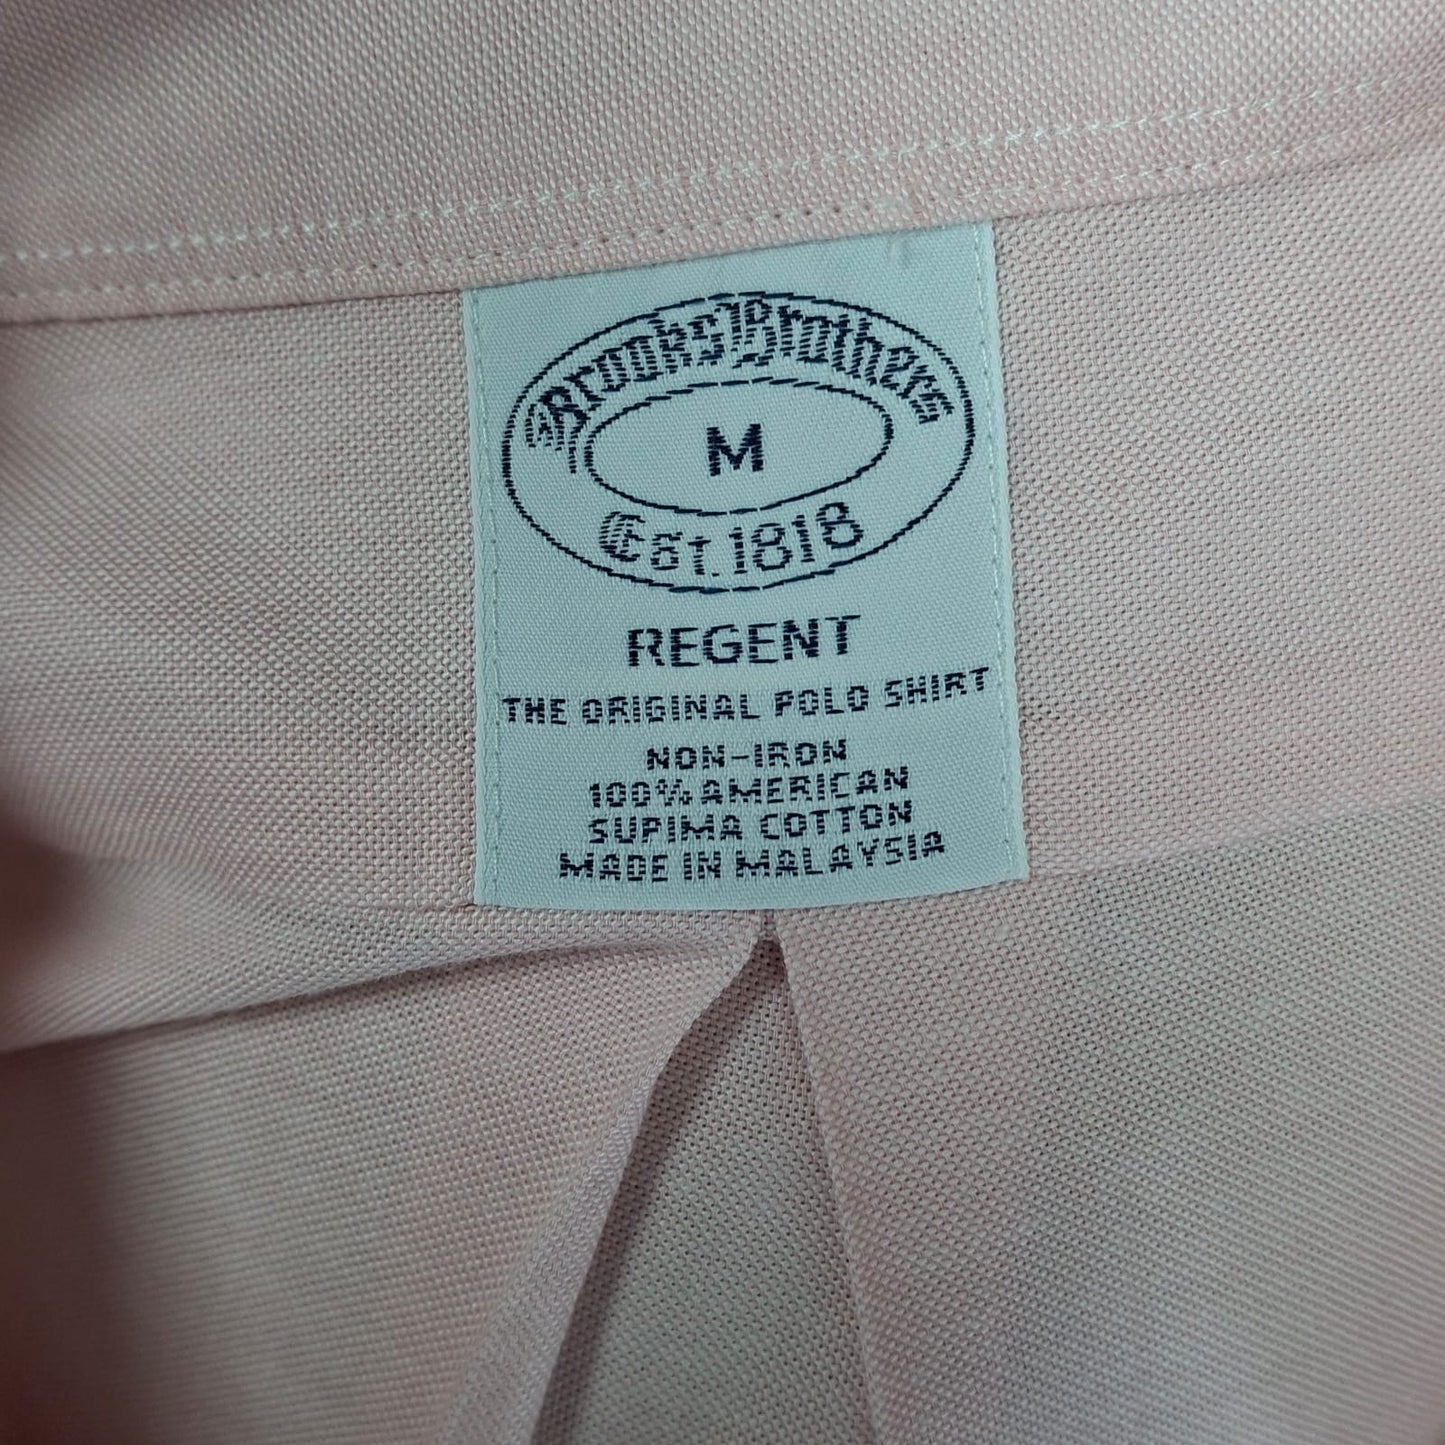 Brooks Brothers
M
Est. 1818
REGENT
THE ORIGINAL POLO SHIRT
NON-IRON
100% AMERICAN
SUPIMA COTTON
MADE IN MALAYSIA